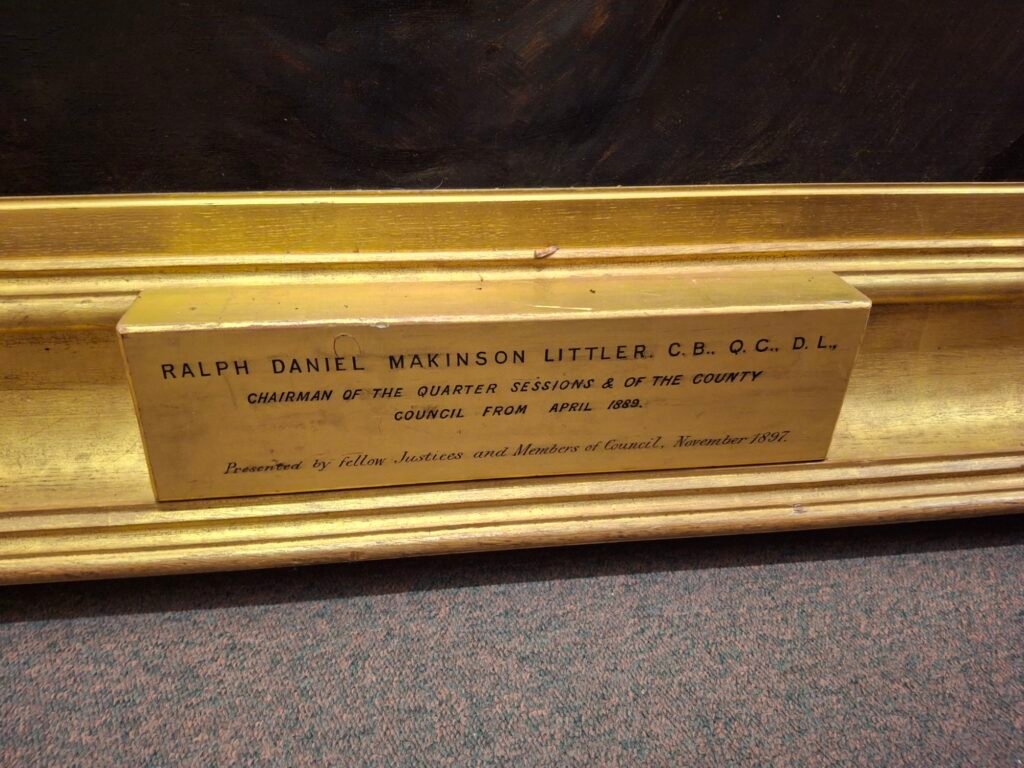 RALPH DANIEL MAKINSON LITTLER. C.B., Q.C., D.L.,
CHAIRMAN OF THE QUARTER SESSIONS & OF THE COUNTY
COUNCIL FROM APRIL 1889.
Presented by fellow Justices and Members of Council, November 1897.